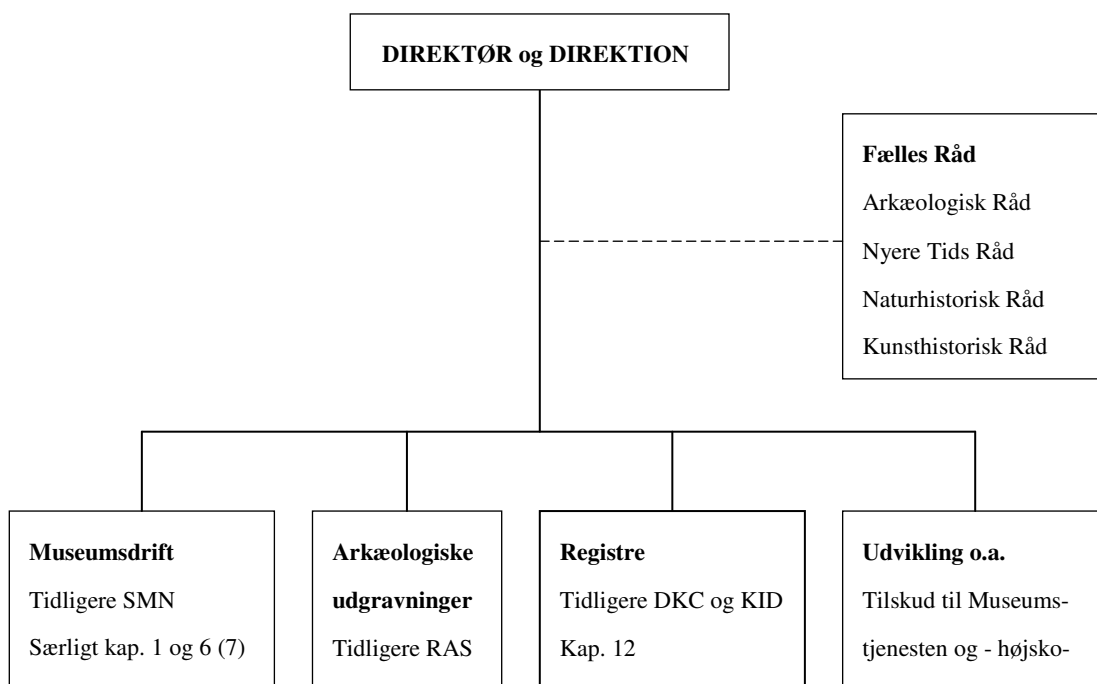 DIREKTØR og DIREKTION
Fælles Råd
Arkæologisk Råd
Nyere Tids Råd
Naturhistorisk Råd
Kunsthistorisk Råd
Museumsdrift
Tidligere SMN
Særligt kap. 1 og 6 (7)
Arkæologiske
udgravninger
Tidligere RAS
Registre
Tidligere DKC og KID
Kap. 12
Udvikling o.a.
Tilskud til Museums-
tjenesten og - højsko-